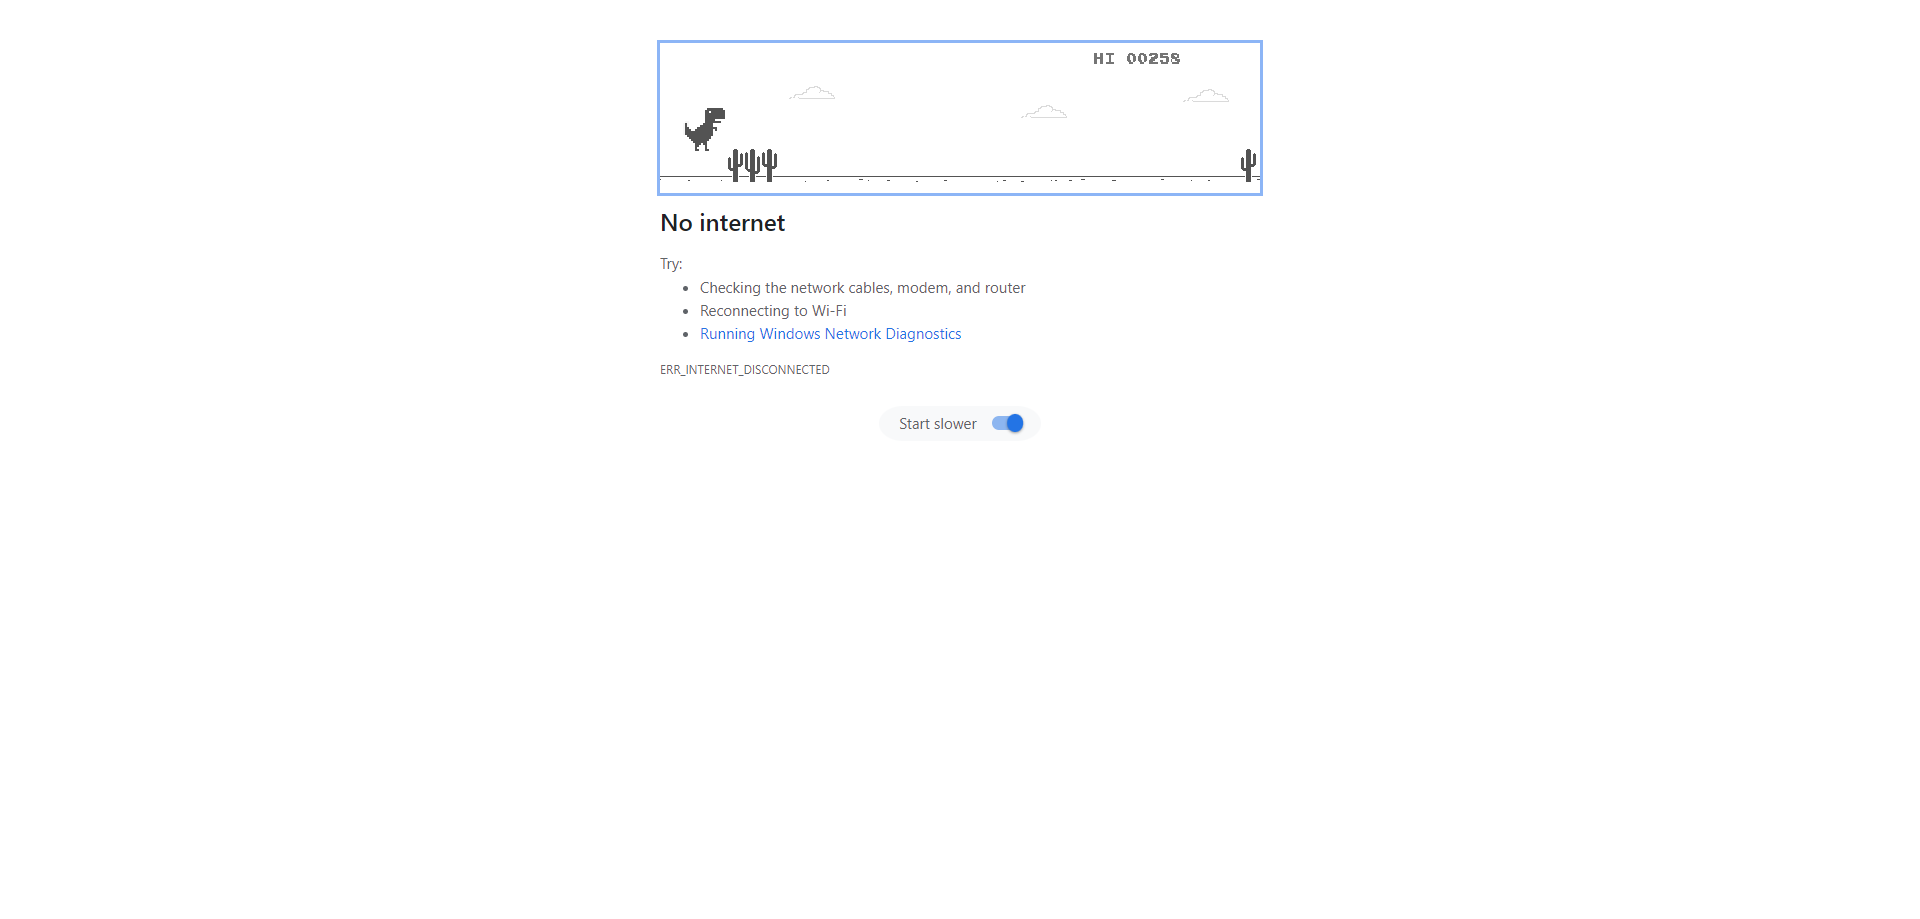 HI 00258
No internet
Try:
Checking the network cables, modem, and router
Reconnecting to Wi-Fi
Running Windows Network Diagnostics
ERR_INTERNET_DISCONNECTED
Start slower